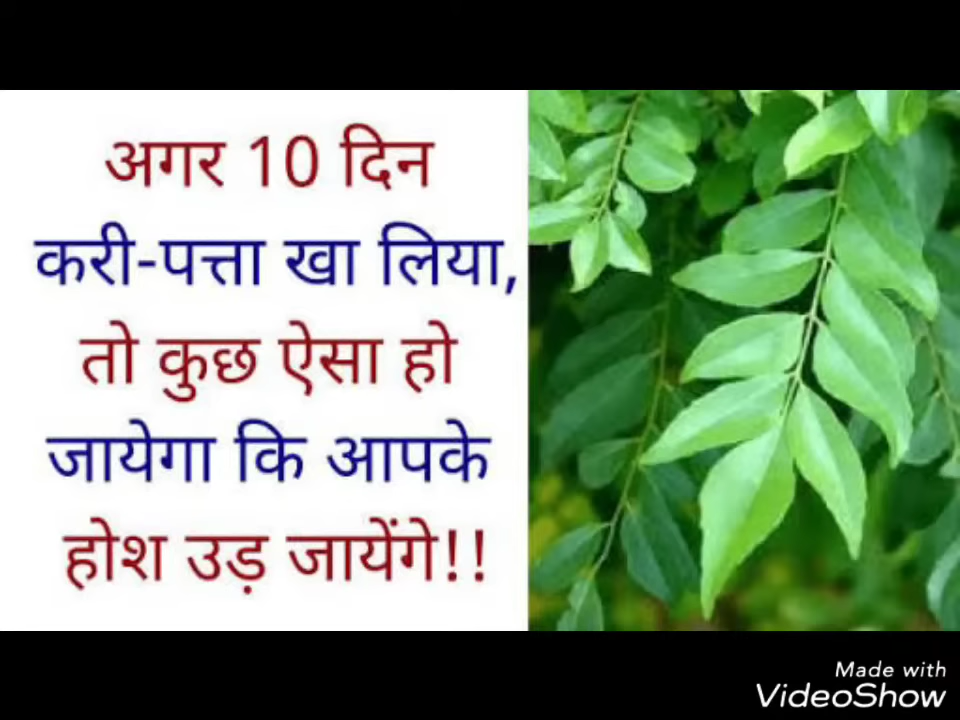 अगर 10 दिन
करी-पत्ता खा लिया,
तो कुछ ऐसा हो
जायेगा कि आपके
होश उड़ जायेंगे!!
Made with
VideoShow